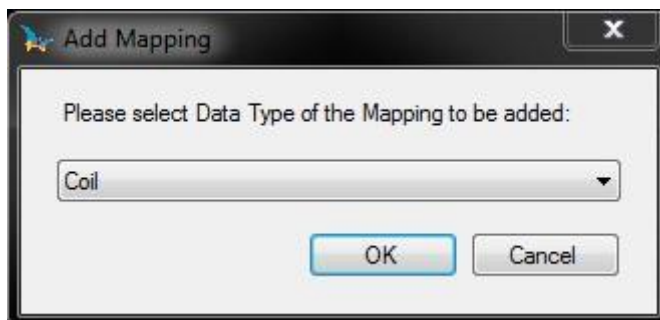 Add Mapping
Please select Data Type of the Mapping to be added:
Coil
OK Cancel